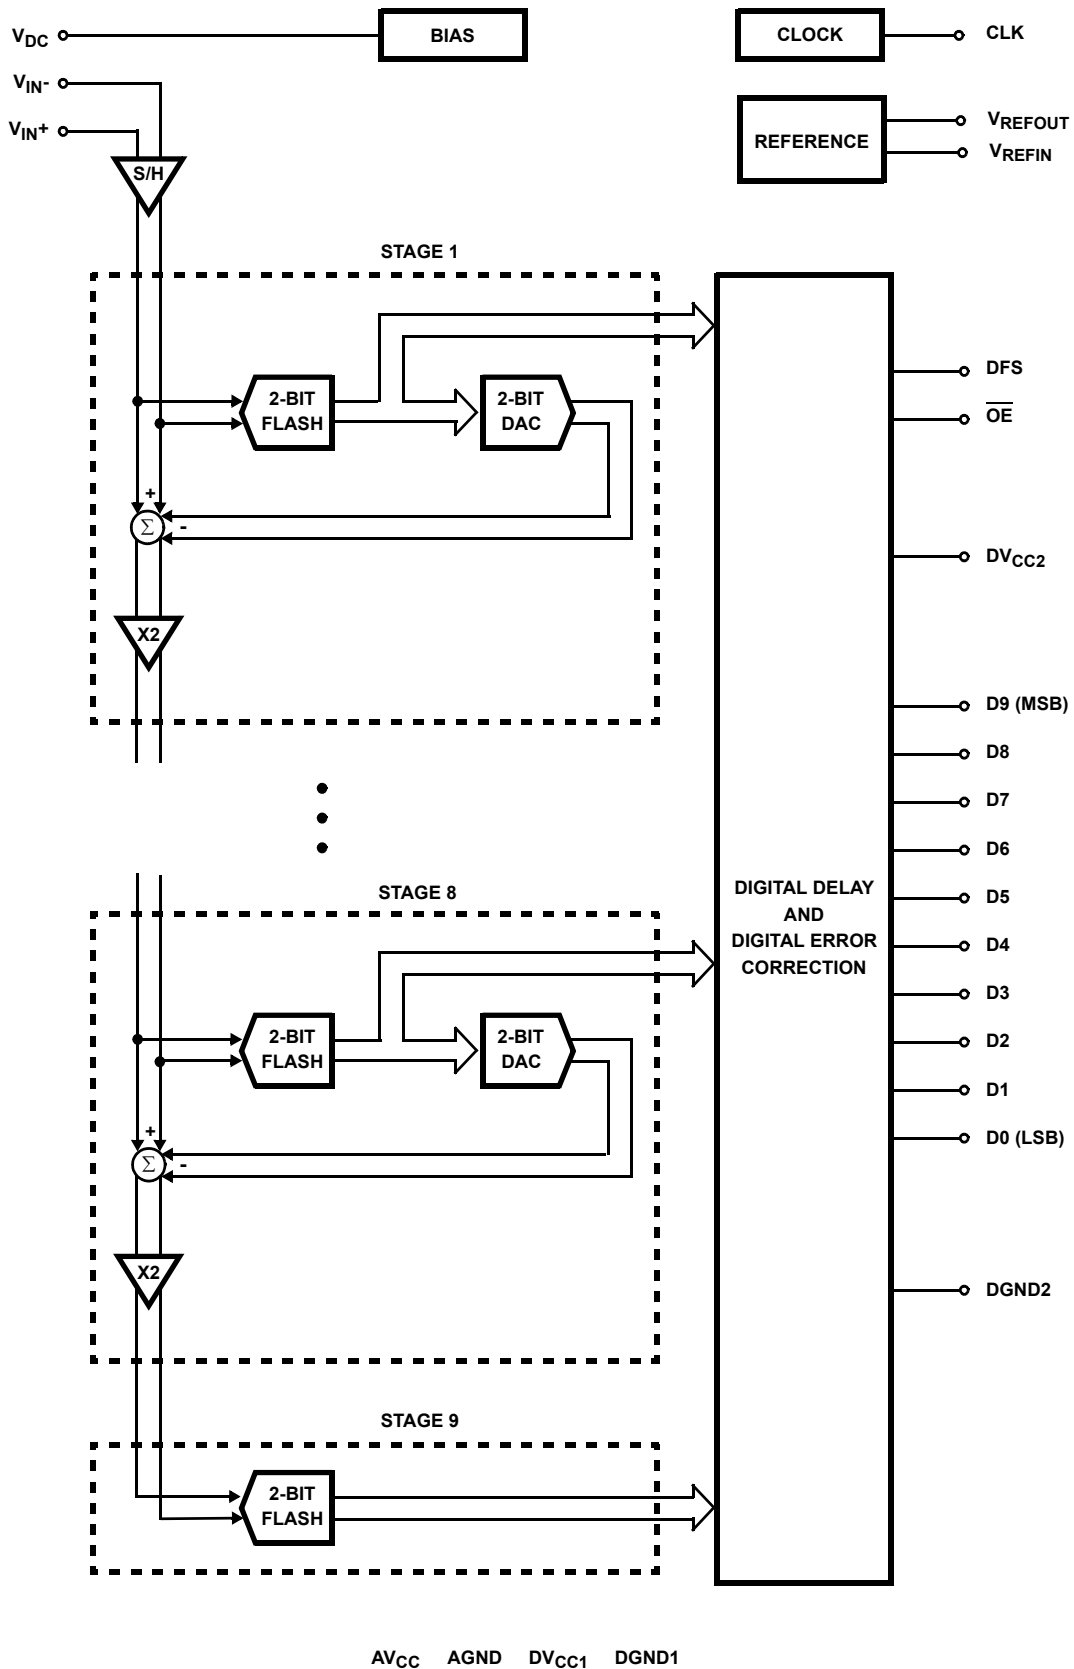 VDC
BIAS
CLOCK
CLK
VIN-
VIN+
S/H
REFERENCE
VREFOUT
VREFIN
STAGE 1
2-BIT
FLASH
2-BIT
DAC
+
Σ
-
X2
STAGE 8
2-BIT
FLASH
2-BIT
DAC
+
Σ
-
X2
STAGE 9
2-BIT
FLASH
DIGITAL DELAY
AND
DIGITAL ERROR
CORRECTION
DFS
O̅E̅
DVCC2
D9 (MSB)
D8
D7
D6
D5
D4
D3
D2
D1
D0 (LSB)
DGND2
AVCC AGND DVCC1 DGND1